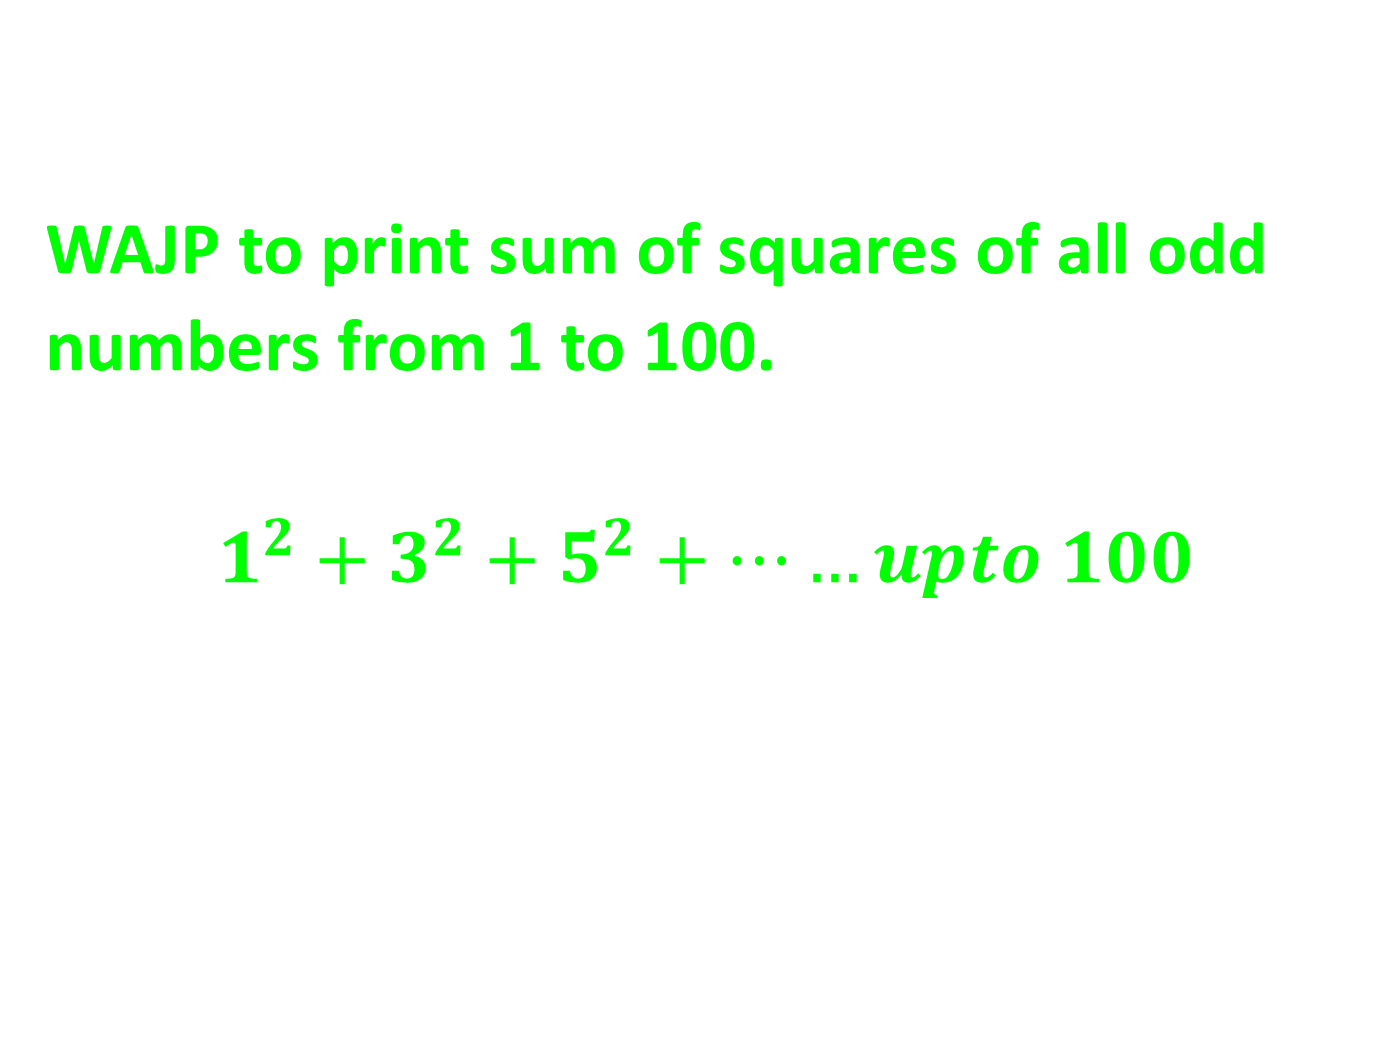 WAJP to print sum of squares of all odd
numbers from 1 to 100.
1² + 3² + 5² + ⋯ … upto 100